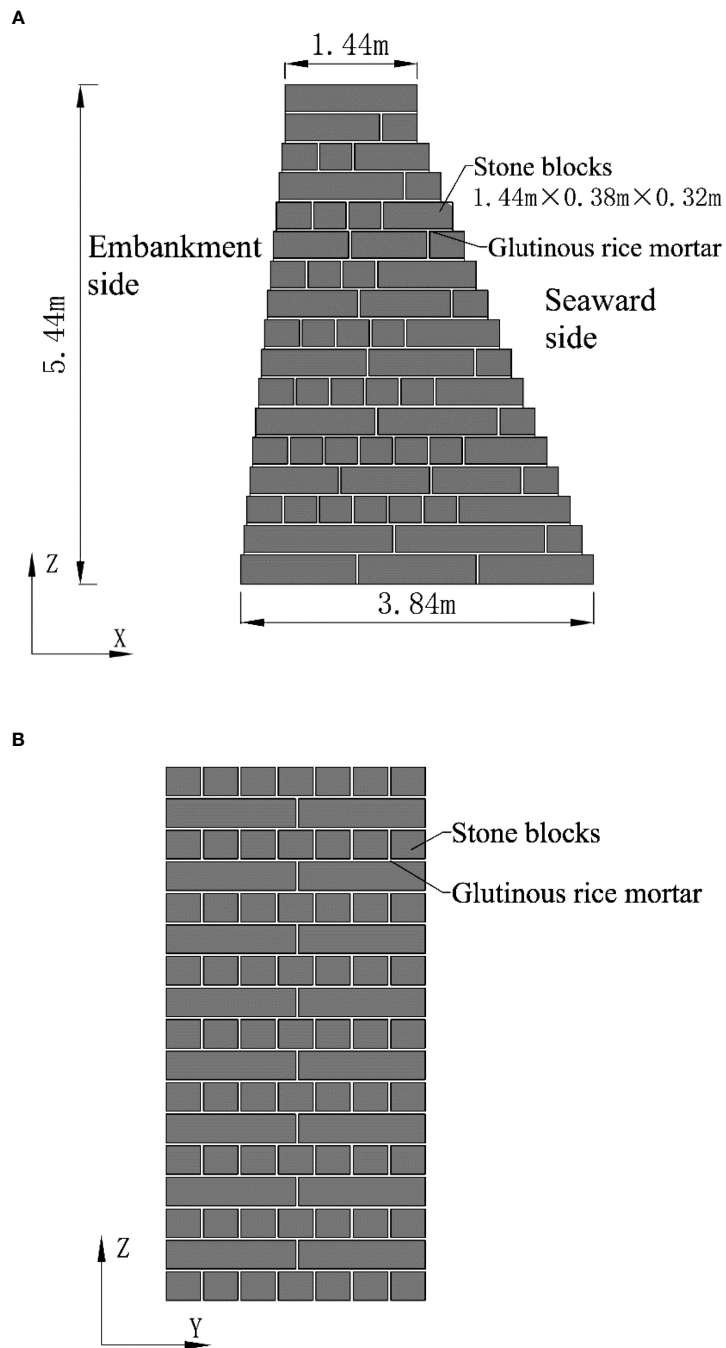 A
1.44m
Stone blocks
1.44m×0.38m×0.32m
Glutinous rice mortar
Embankment
side
Seaward
side
5.44m
Z
X
3.84m
B
Stone blocks
Glutinous rice mortar
Z
Y